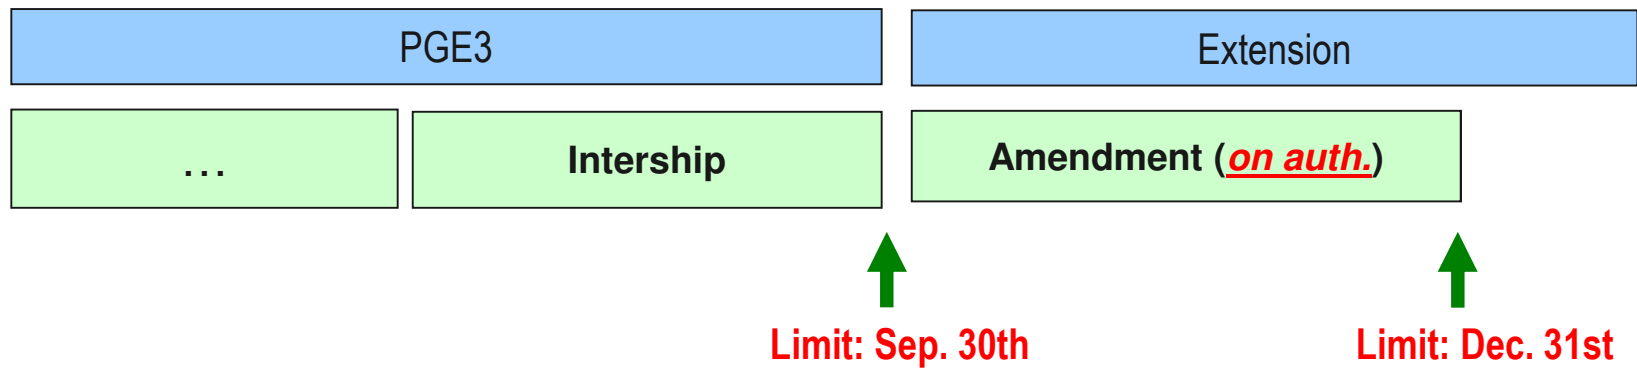 PGE3
Extension
...
Intership
Amendment (on auth.)
Limit: Sep. 30th
Limit: Dec. 31st